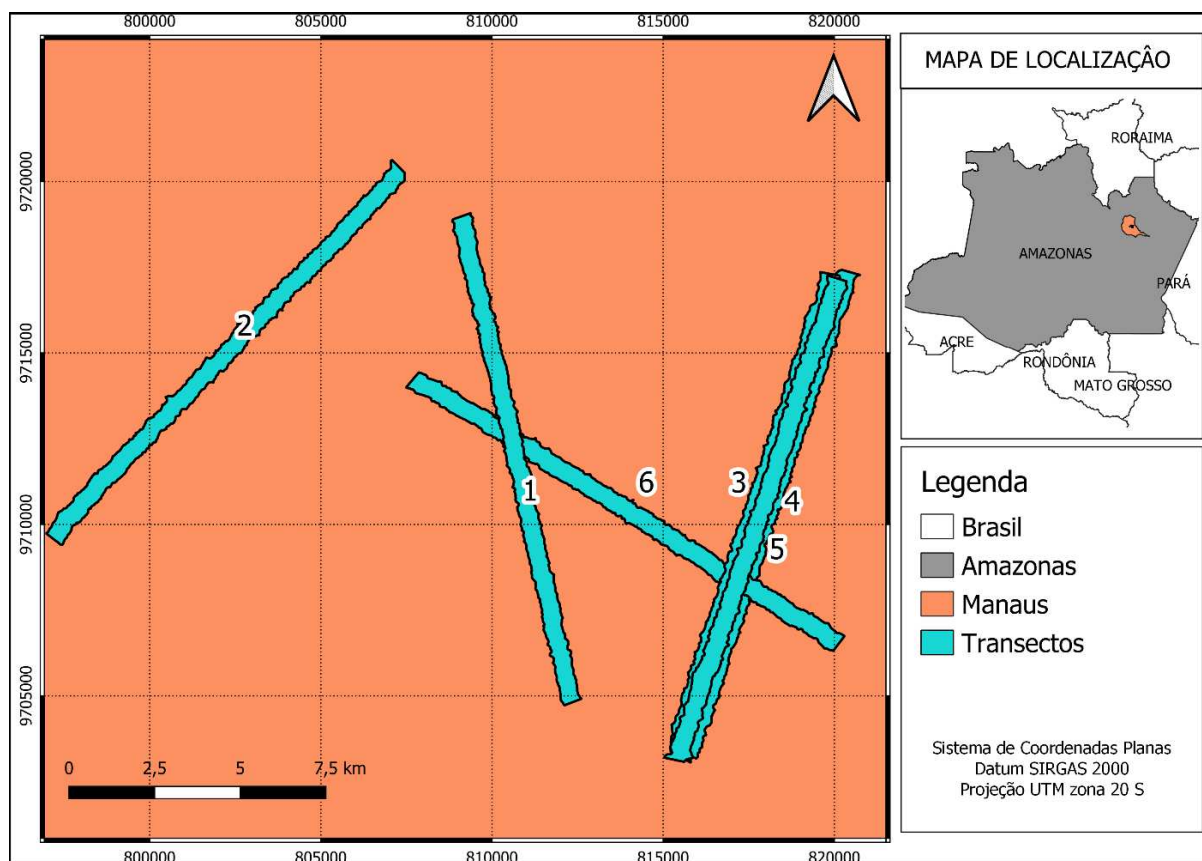 800000
805000
810000
815000
820000
9720000
9715000
9710000
9705000
2
1
6
3
4
5
0
2,5
5
7,5 km
800000
805000
810000
815000
820000
MAPA DE LOCALIZAÇÂO
RORAIMA
AMAZONAS
PARÁ
ACRE
RONDÔNIA
MATO GROSSO
Legenda
Brasil
Amazonas
Manaus
Transectos
Sistema de Coordenadas Planas
Datum SIRGAS 2000
Projeção UTM zona 20 S